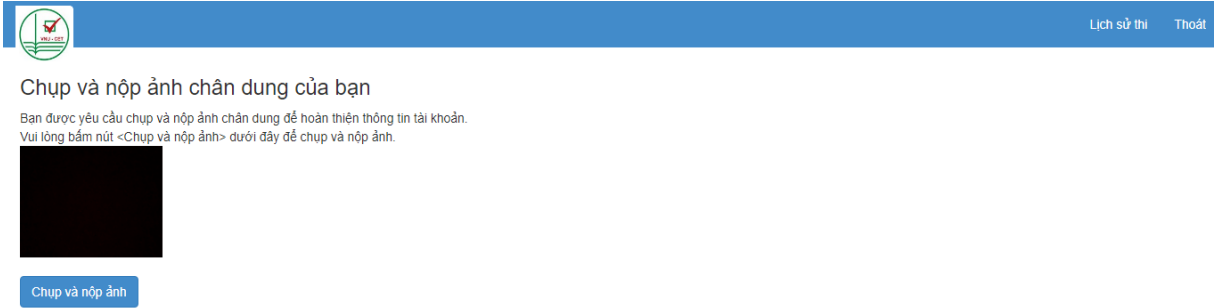 VNU - CET
Lịch sử thi Thoát
Chụp và nộp ảnh chân dung của bạn
Bạn được yêu cầu chụp và nộp ảnh chân dung để hoàn thiện thông tin tài khoản.
Vui lòng bấm nút <Chụp và nộp ảnh> dưới đây để chụp và nộp ảnh.
Chụp và nộp ảnh